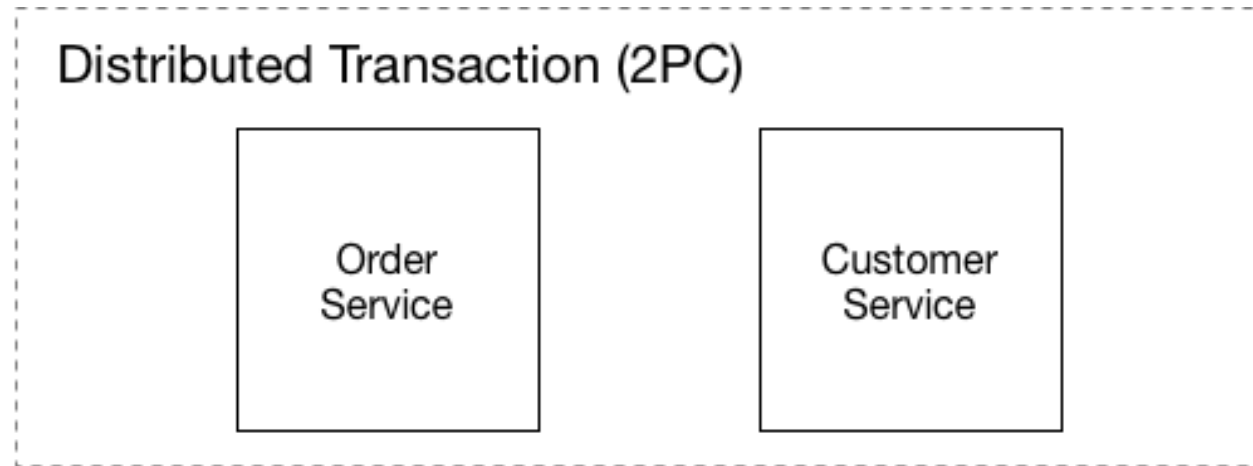 Distributed Transaction (2PC)
Order
Service
Customer
Service